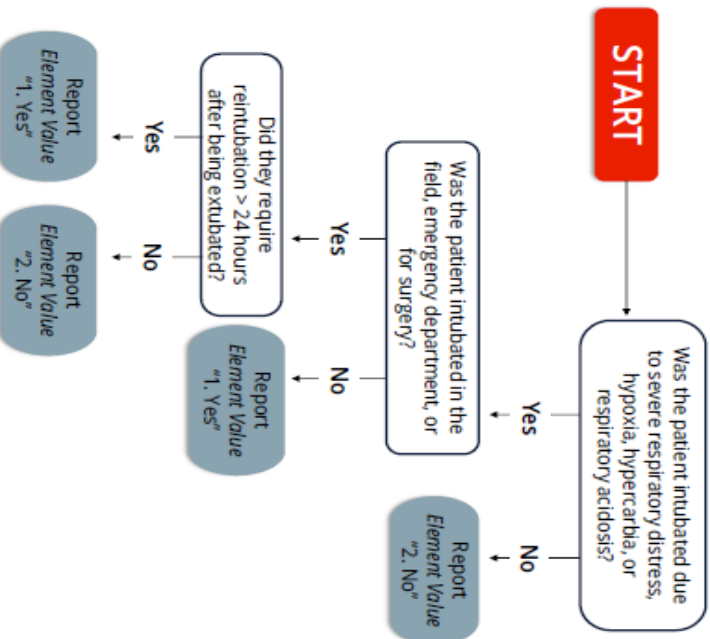 START
Was the patient intubated due
to severe respiratory distress,
hypoxia, hypercarbia, or
respiratory acidosis?
Yes
No
Was the patient intubated in the
field, emergency department, or
for surgery?
Report
Element Value
"2. No"
Yes
No
Did they require
reintubation > 24 hours
after being extubated?
Report
Element Value
"1. Yes"
Yes
No
Report
Element Value
"1. Yes"
Report
Element Value
"2. No"